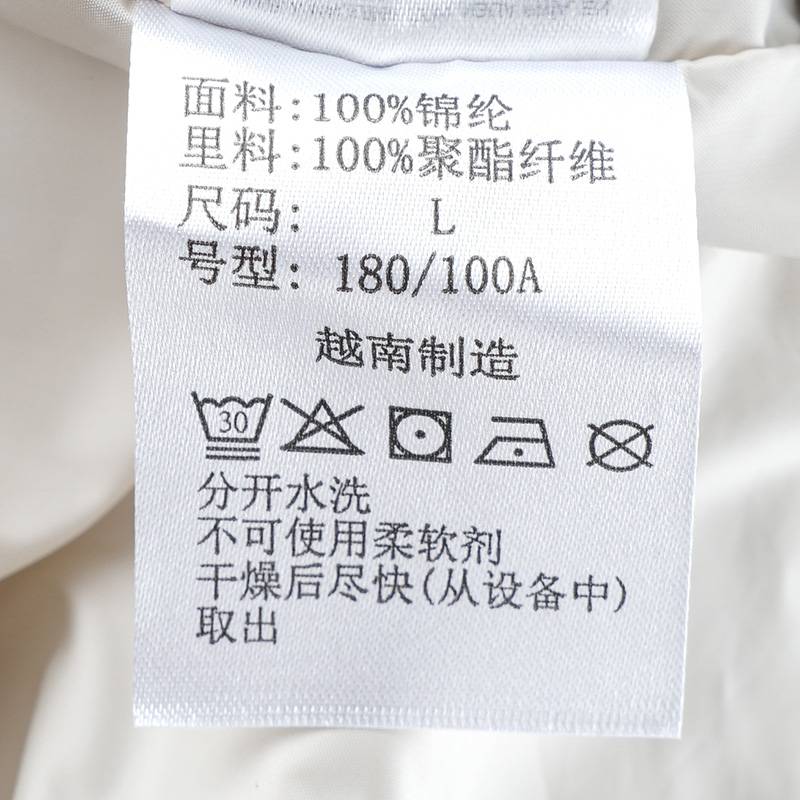 面料:100%锦纶
里料:100%聚酯纤维
尺码: L
号型: 180/100A
越南制造
30
分开水洗
不可使用柔软剂
干燥后尽快(从设备中)
取出